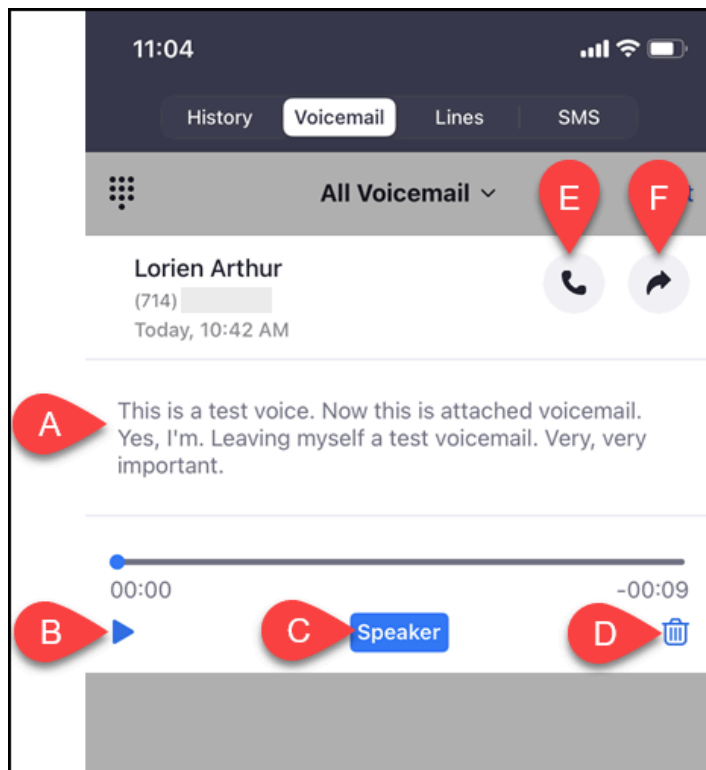 11:04
History Voicemail Lines SMS
All Voicemail
E
F
t
Lorien Arthur
(714)
Today, 10:42 AM
A
This is a test voice. Now this is attached voicemail.
Yes, I'm. Leaving myself a test voicemail. Very, very
important.
00:00 -00:09
B
C
Speaker
D